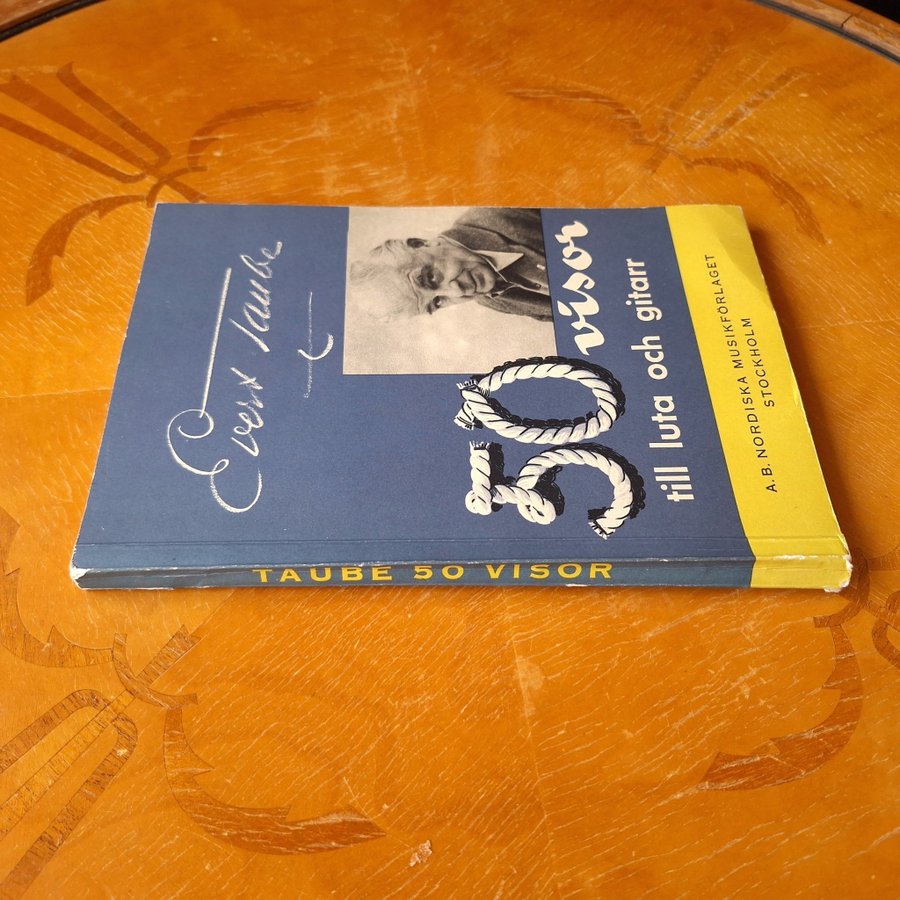 Evert Taube
50 visor
till luta och gitarr
A.B. NORDISKA MUSIKFÖRLAGET
STOCKHOLM
TAUBE 50 VISOR